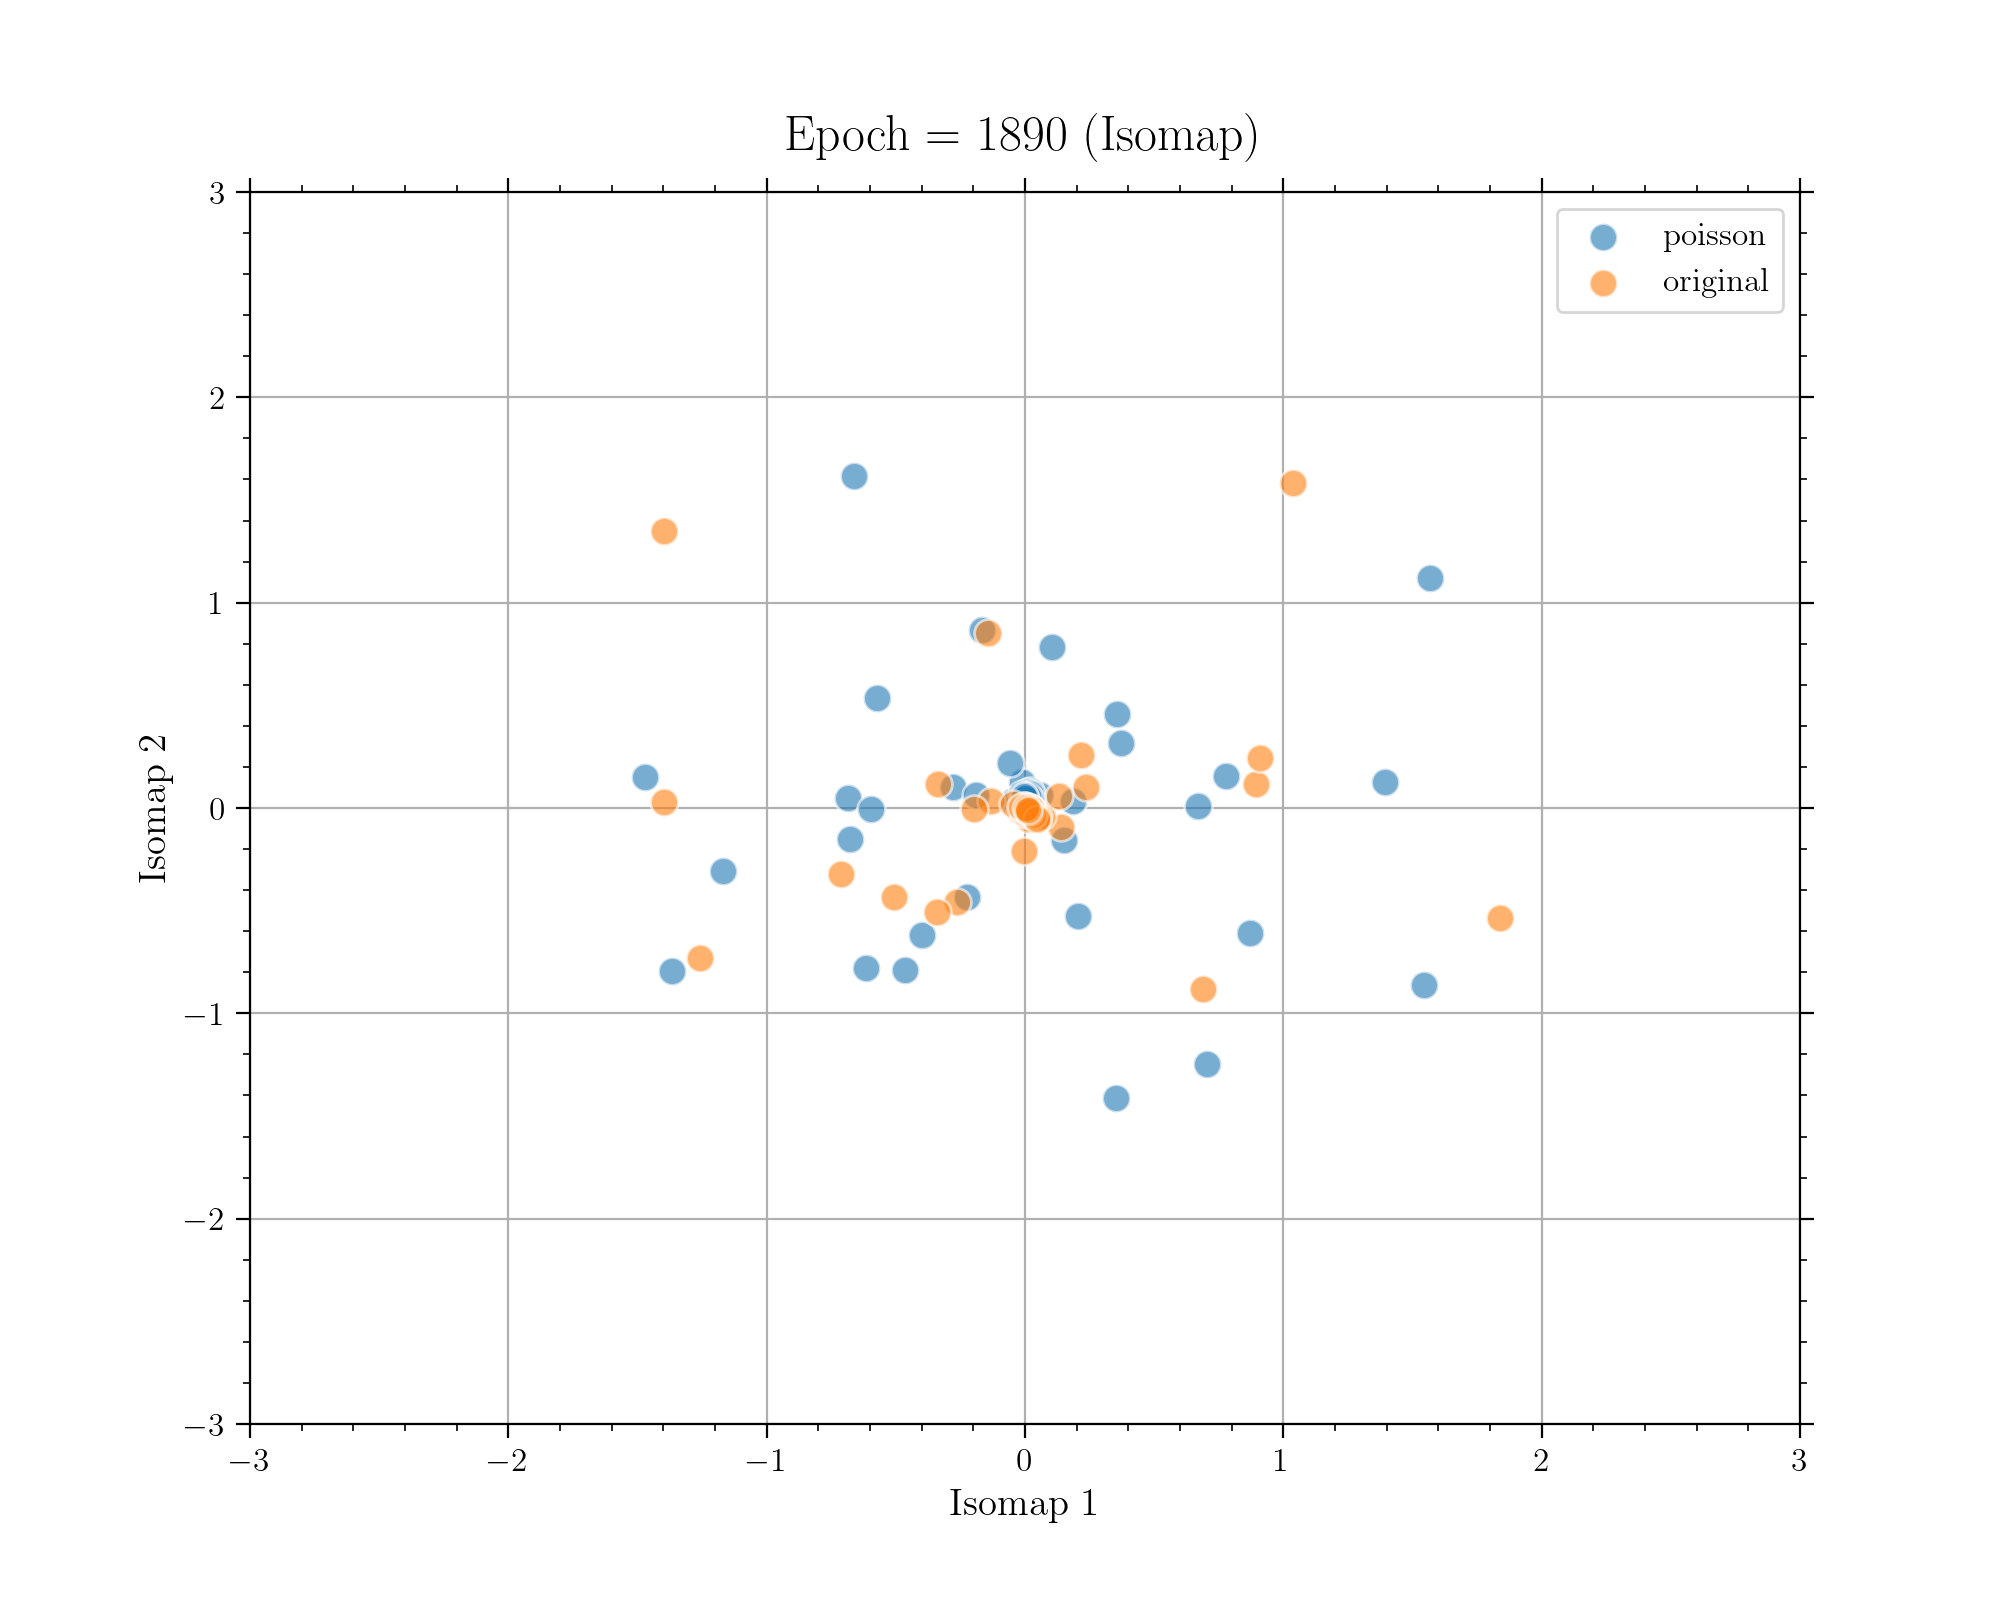 Epoch = 1890 (Isomap)
poisson
original
3
2
1
0
−1
−2
−3
Isomap 2
−3 −2 −1 0 1 2 3
Isomap 1